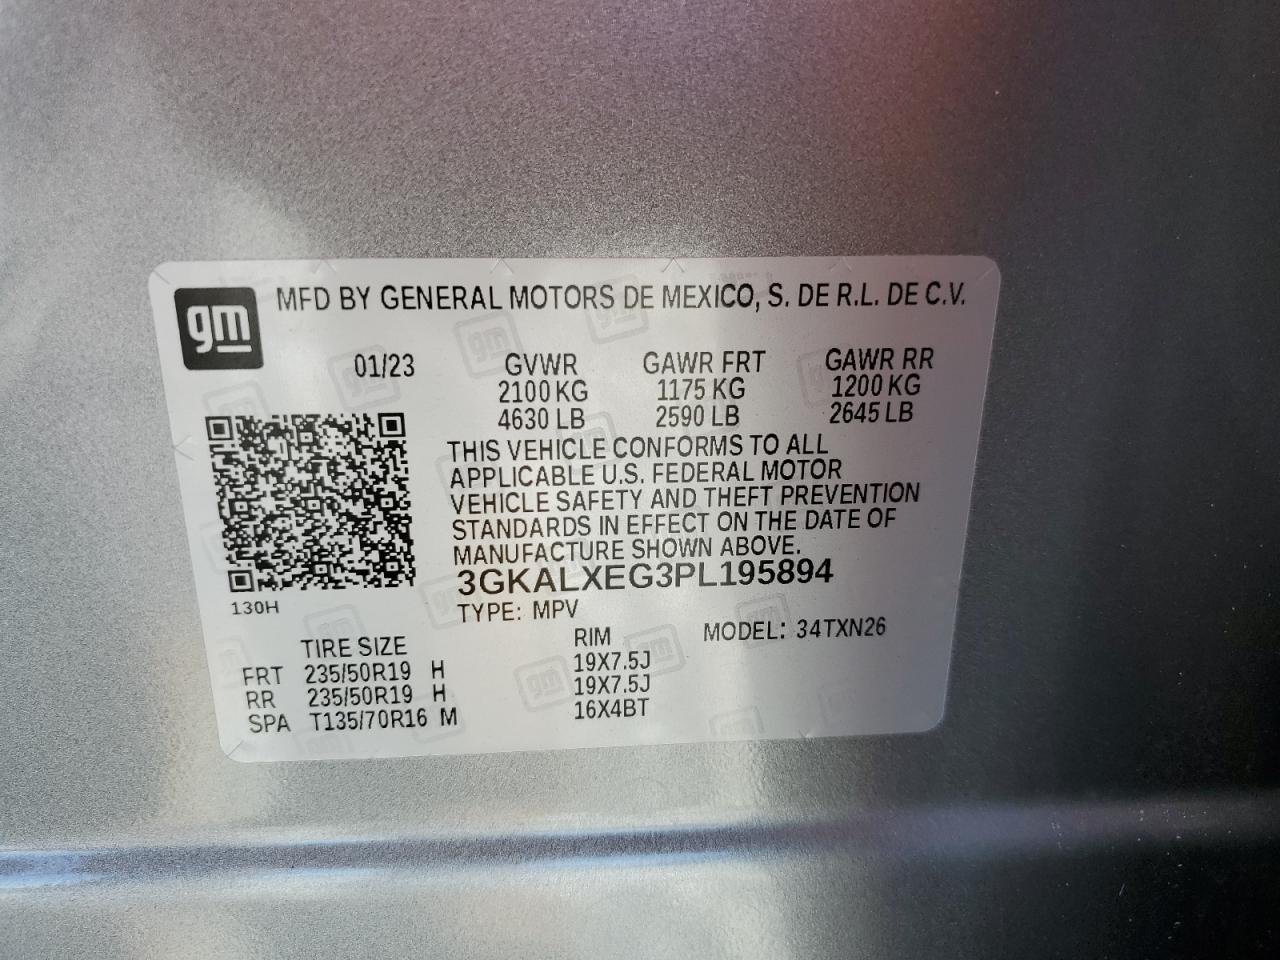 gm
MFD BY GENERAL MOTORS DE MEXICO, S. DE R.L. DE C.V.
01/23 GVWR GAWR FRT GAWR RR
2100 KG 1175 KG 1200 KG
4630 LB 2590 LB 2645 LB
THIS VEHICLE CONFORMS TO ALL
APPLICABLE U.S. FEDERAL MOTOR
VEHICLE SAFETY AND THEFT PREVENTION
STANDARDS IN EFFECT ON THE DATE OF
MANUFACTURE SHOWN ABOVE.
3GKALXEG3PL195894
130H
TYPE: MPV
TIRE SIZE RIM MODEL: 34TXN26
FRT 235/50R19 H 19X7.5J
RR 235/50R19 H 19X7.5J
SPA T135/70R16 M 16X4BT